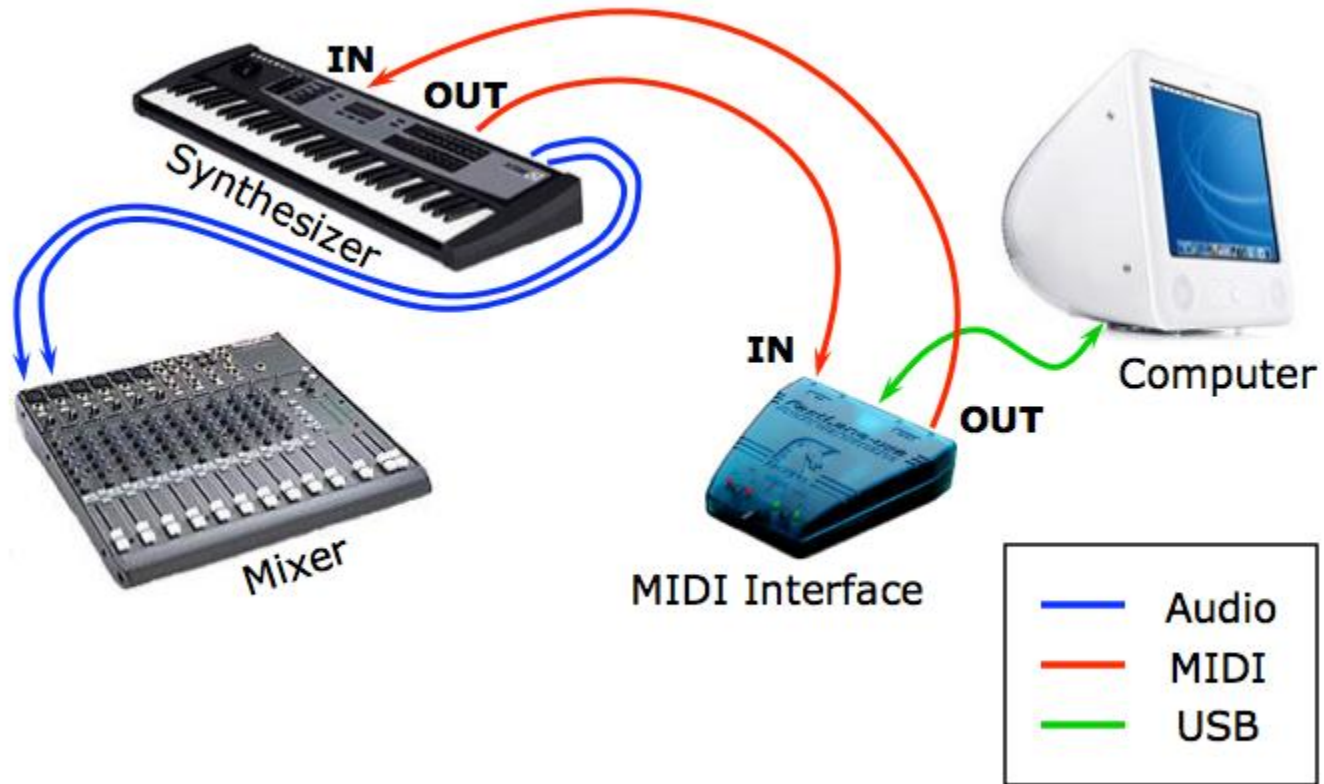 IN
OUT
Synthesizer
IN
Computer
OUT
Mixer
MIDI Interface
Audio
MIDI
USB